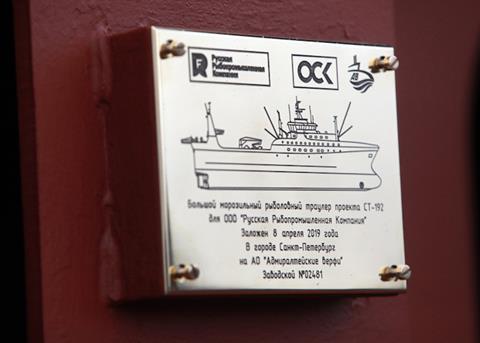 Русская
Рыбопромышленная
Компания
ОСК
АВ
Большой морозильный рыболовный траулер проекта СТ-192
для ООО "Русская Рыбопромышленная Компания"
Заложен 8 апреля 2019 года
В городе Санкт-Петербург
на АО "Адмиралтейские верфи"
Заводской №02481